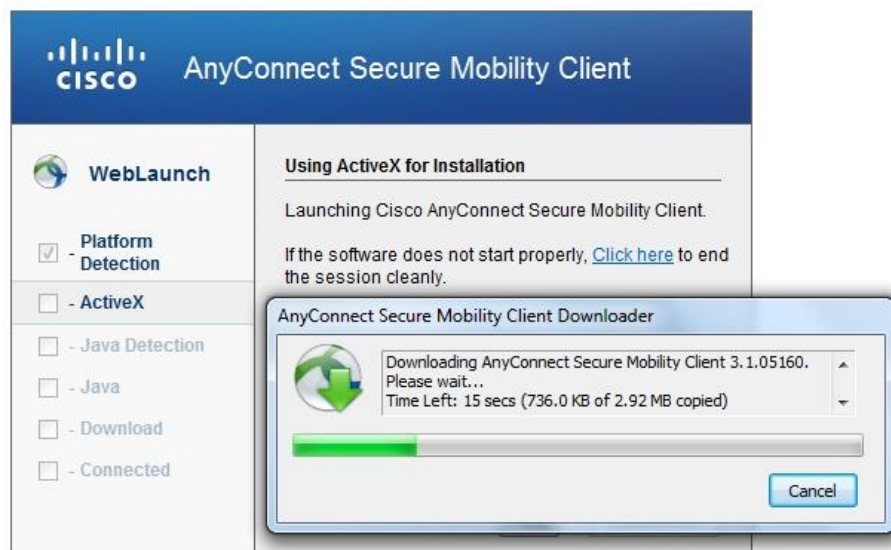 CISCO AnyConnect Secure Mobility Client
WebLaunch
- Platform
Detection
- ActiveX
- Java Detection
- Java
- Download
- Connected
Using ActiveX for Installation
Launching Cisco AnyConnect Secure Mobility Client.
If the software does not start properly, Click here to end
the session cleanly.
AnyConnect Secure Mobility Client Downloader
Downloading AnyConnect Secure Mobility Client 3.1.05160.
Please wait...
Time Left: 15 secs (736.0 KB of 2.92 MB copied)
Cancel